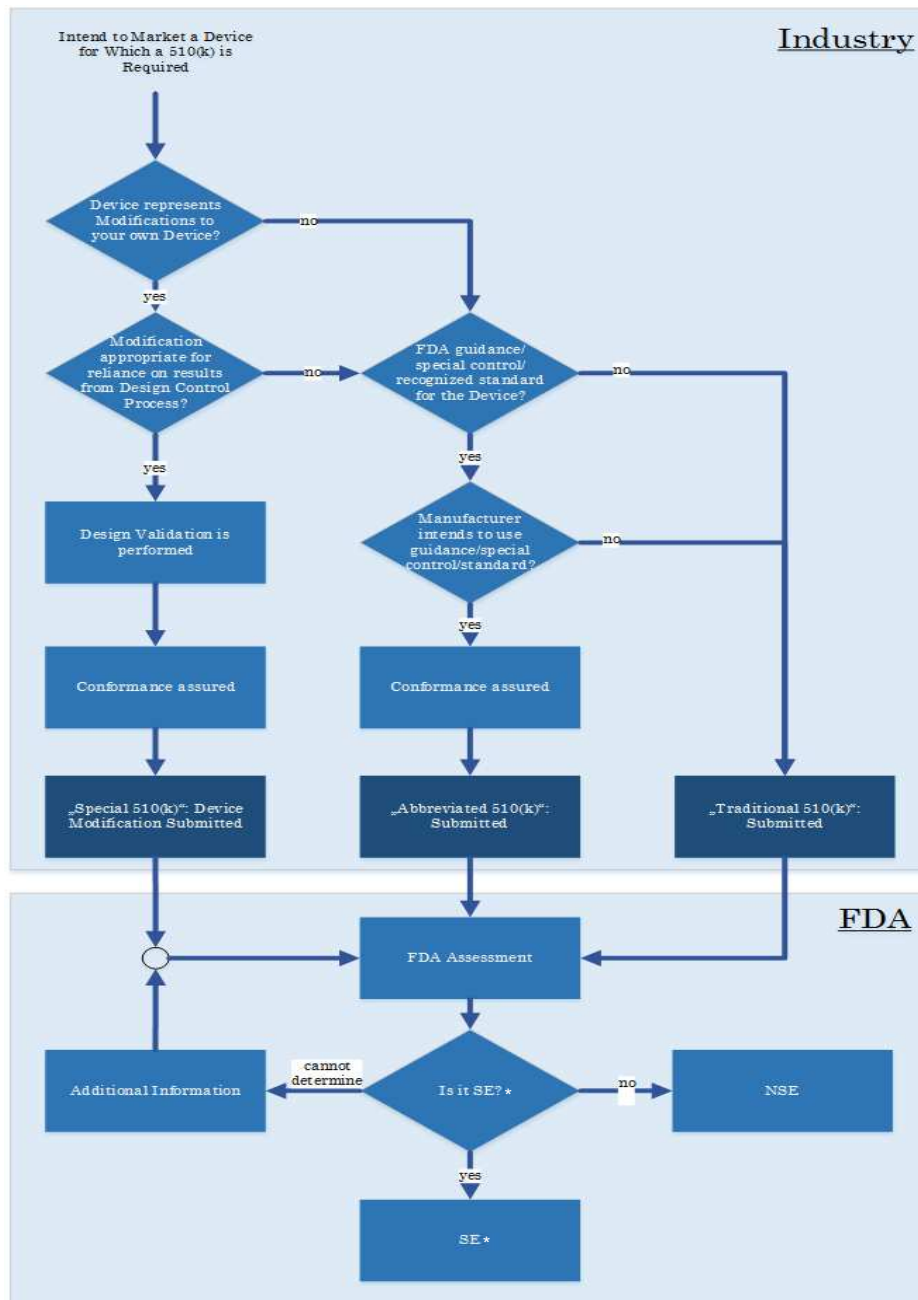 Intend to Market a Device
for Which a 510(k) is
Required
Industry
Device represents
Modifications to
your own Device?
no
yes
Modification
appropriate for
reliance on results
from Design Control
Process?
no
FDA guidance/
special control/
recognized standard
for the Device?
no
yes
yes
Design Validation is
performed
Manufacturer
intends to use
guidance/special
control/standard?
no
yes
Conformance assured
Conformance assured
„Special 510(k)“: Device
Modification Submitted
„Abbreviated 510(k)“:
Submitted
„Traditional 510(k)“:
Submitted
FDA
FDA Assessment
Additional Information
cannot
determine
Is it SE?*
no
NSE
yes
SE*